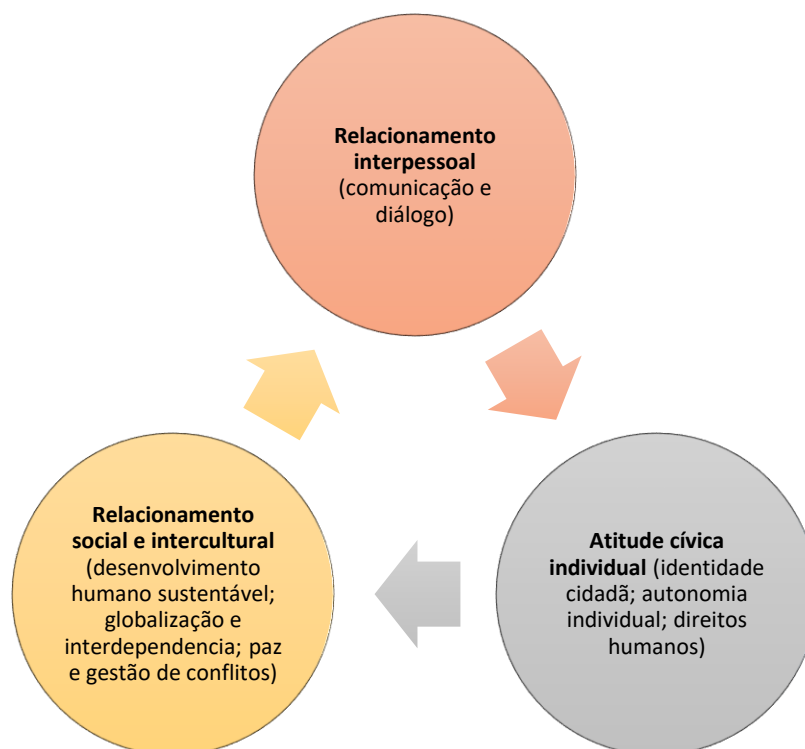 Relacionamento
interpessoal
(comunicação e
diálogo)
Atitude cívica
individual (identidade
cidadã; autonomia
individual; direitos
humanos)
Relacionamento
social e intercultural
(desenvolvimento
humano sustentável;
globalização e
interdependencia; paz
e gestão de conflitos)